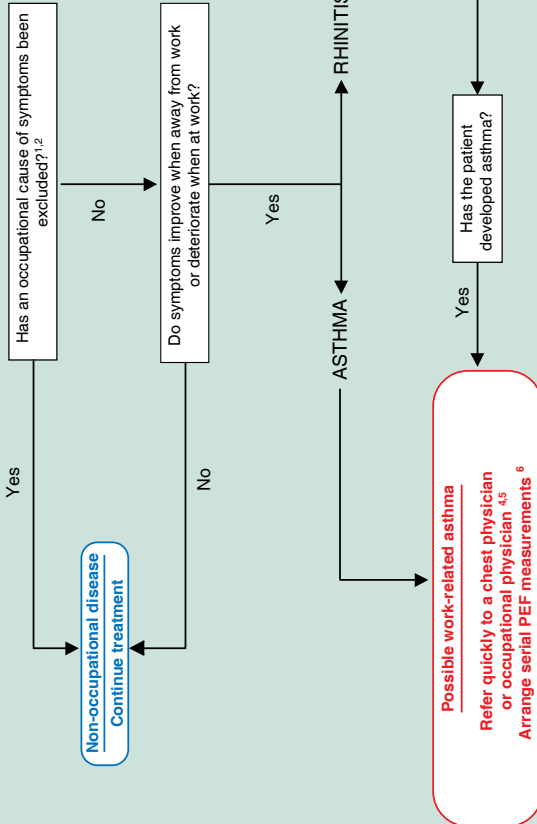 Has an occupational cause of symptoms been
excluded?1,2
Yes
No
Non-occupational disease
Continue treatment
Do symptoms improve when away from work
or deteriorate when at work?
No
Yes
ASTHMA
RHINITIS
Has the patient
developed asthma?
Yes
Possible work-related asthma
Refer quickly to a chest physician
or occupational physician 4,5
Arrange serial PEF measurements 6